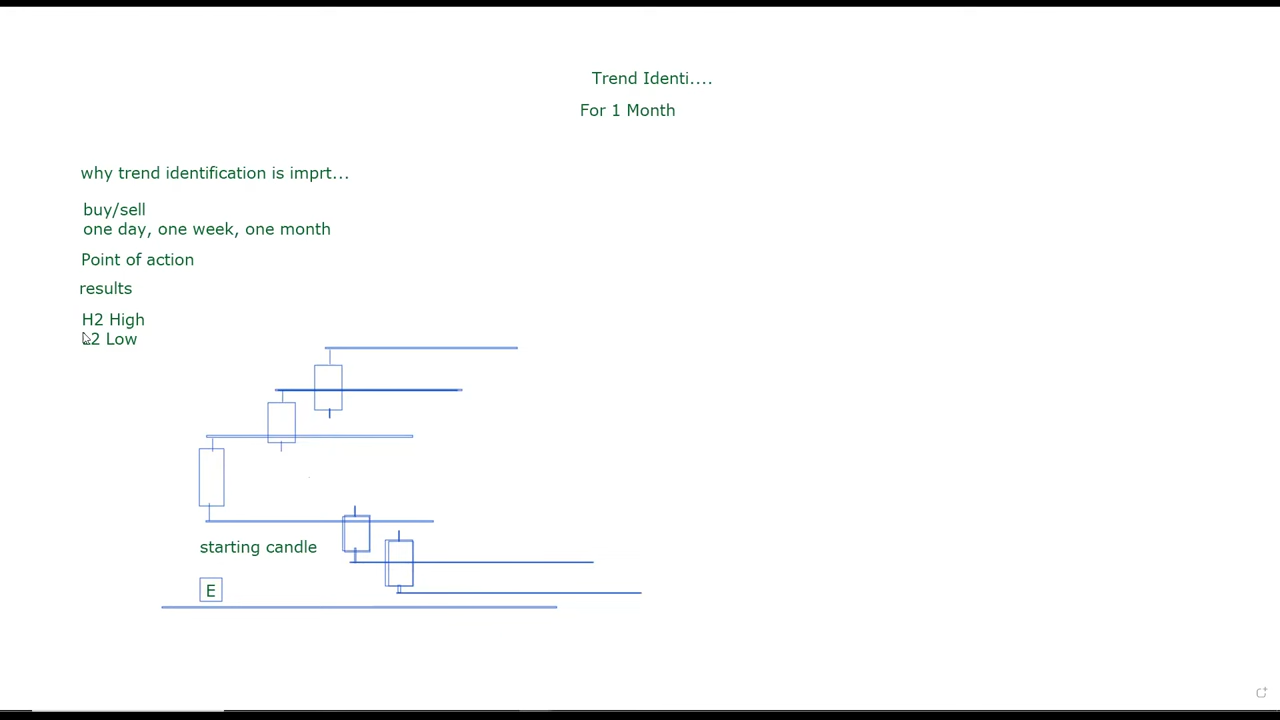 Trend Identi....
For 1 Month
why trend identification is imprt...
buy/sell
one day, one week, one month
Point of action
results
H2 High
L2 Low
starting candle
E